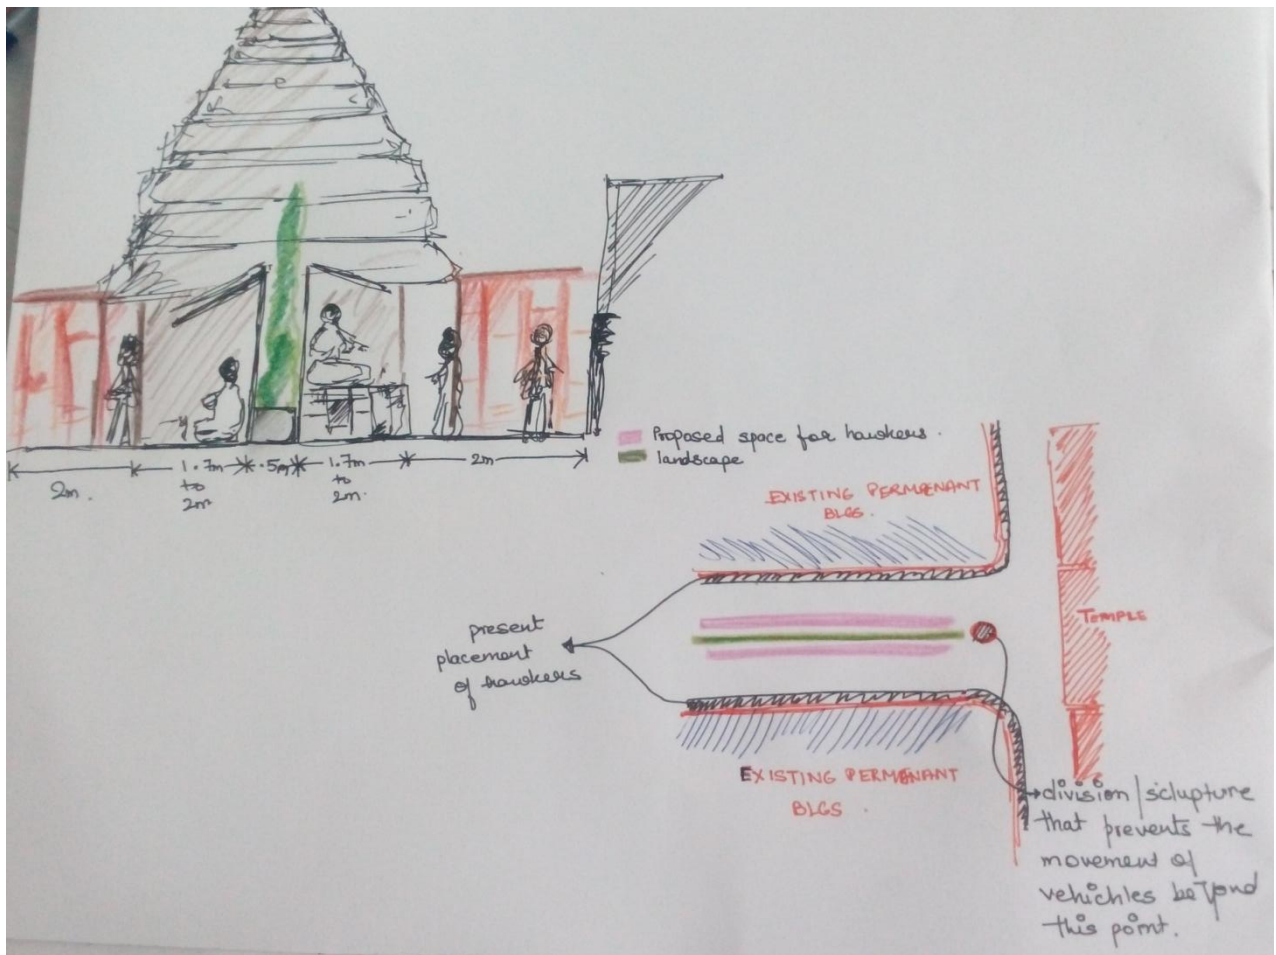 2m.
1.7m
to
2m
.5m
1.7m
to
2m.
2m
Proposed space for hawkers.
landscape
EXISTING PERMAENANT
BLGS.
present
placement
of hawkers
TEMPLE
EXISTING PERMENANT
BLGS.
division/sclupture
that prevents the
movement of
vehichles beyond
this point.